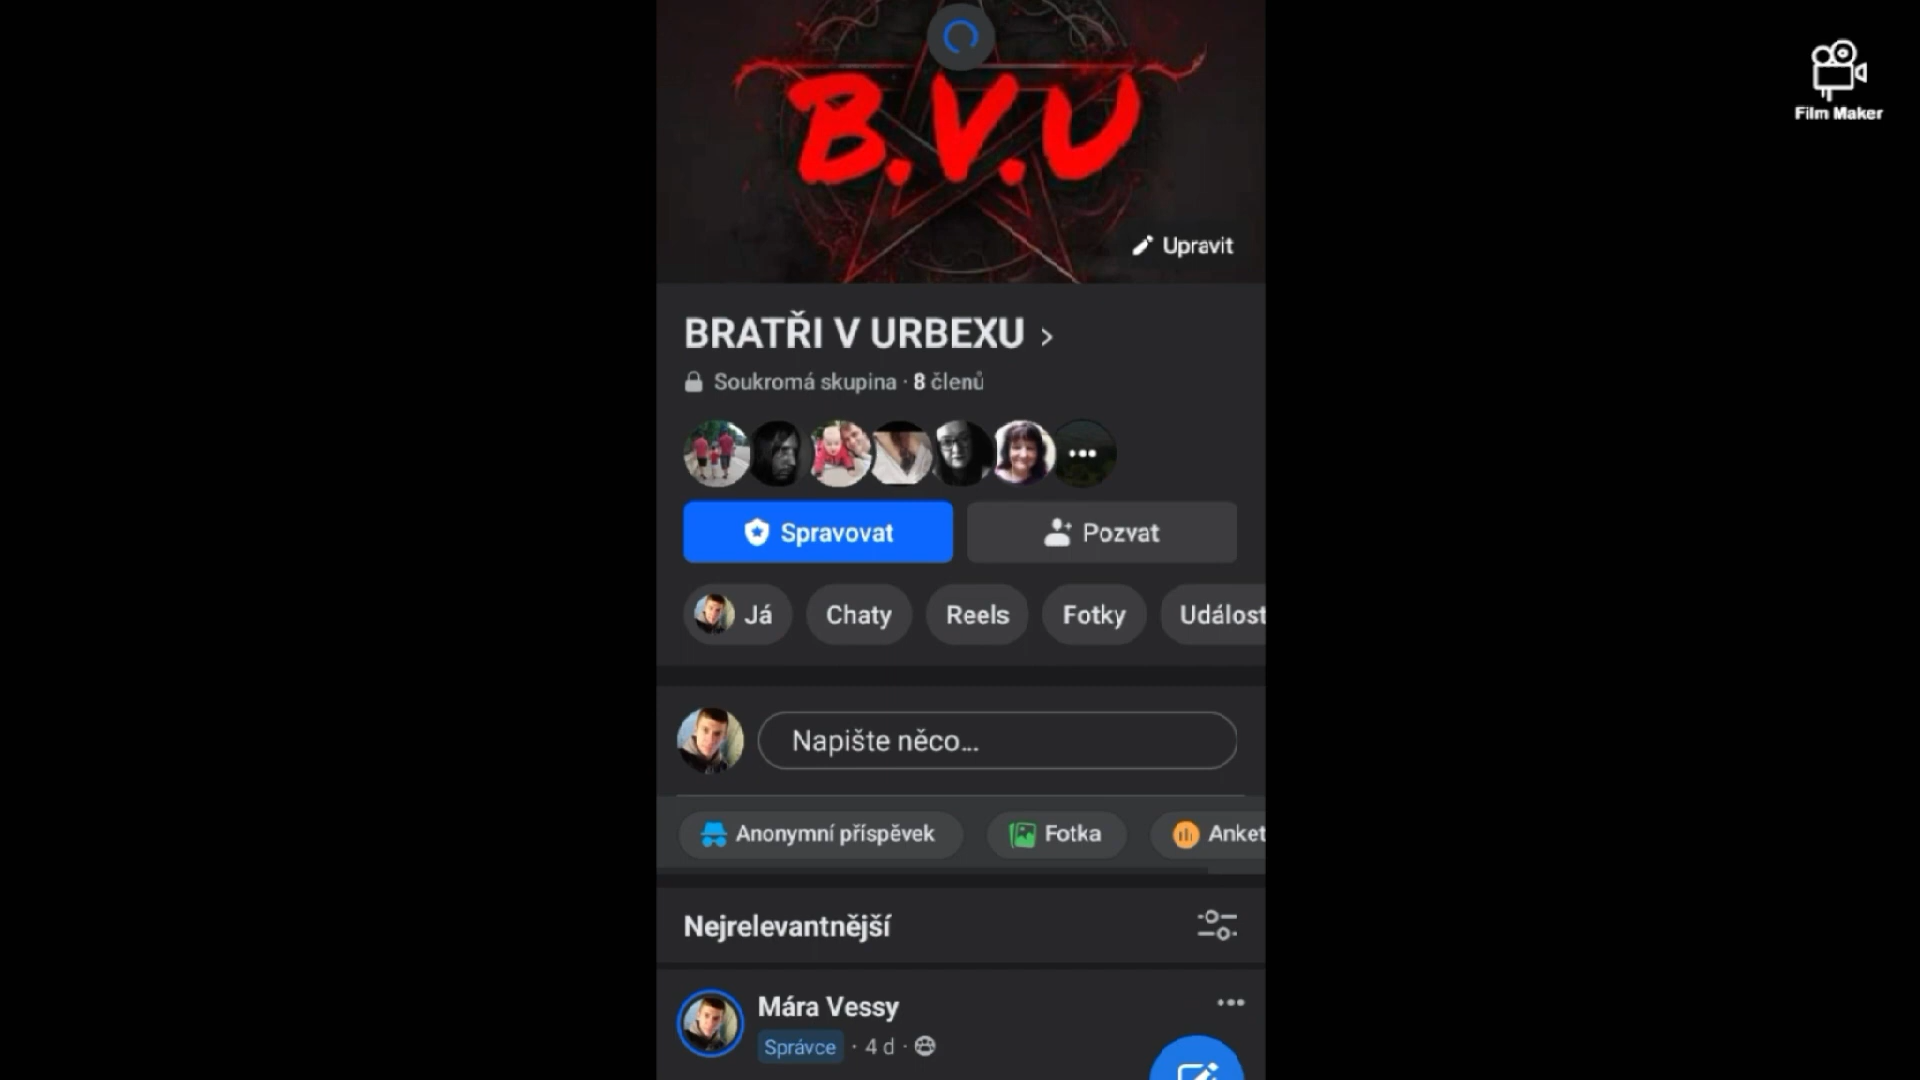 B.V.U
Film Maker
Upravit
BRATŘI V URBEXU
Soukromá skupina · 8 členů
Spravovat
Pozvat
Já
Chaty
Reels
Fotky
Událost
Napište něco...
Anonymní příspěvek
Fotka
Anket
Nejrelevantnější
Mára Vessy
Správce · 4 d ·